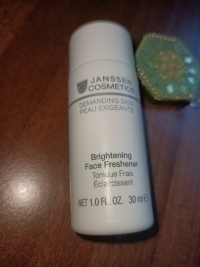 JANSSEN
COSMETICS
DEMANDING SKIN
PEAU EXIGEANTE
Brightening
Face Freshener
Tonique Frais
Éclaircissant
NET 1.0 FL. OZ. 30 ml ℮